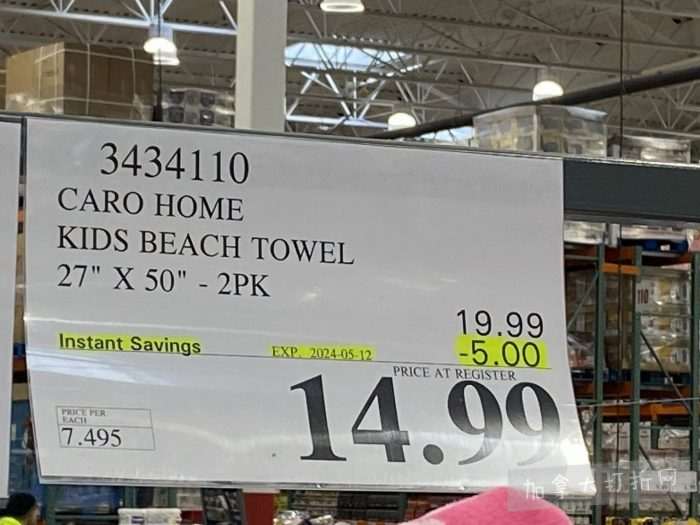 3434110
CARO HOME
KIDS BEACH TOWEL
27" X 50" - 2PK
19.99
Instant Savings EXP. 2024-05-12 -5.00
PRICE AT REGISTER
14.99
PRICE PER
EACH
7.495
加拿大打折网